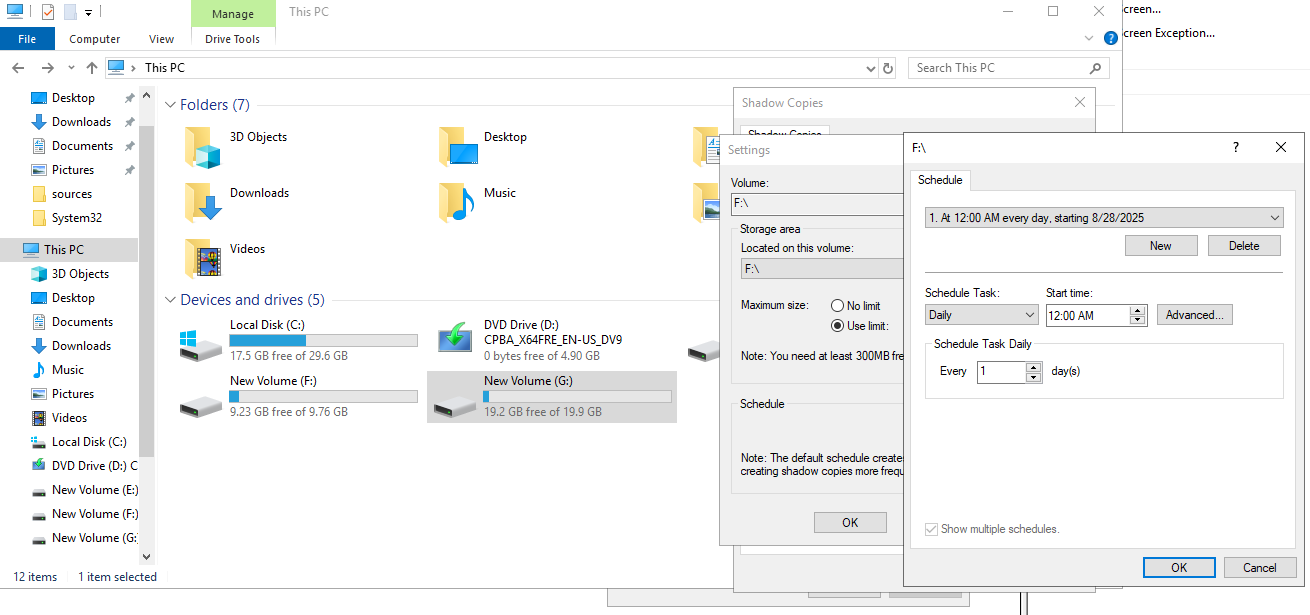 Manage
This PC
creen...
File
Computer
View
Drive Tools
creen Exception...
This PC
Search This PC
Desktop
Downloads
Documents
Pictures
sources
System32
This PC
3D Objects
Desktop
Documents
Downloads
Music
Pictures
Videos
Local Disk (C:)
DVD Drive (D:) C
New Volume (E:)
New Volume (F:)
New Volume (G:
12 items
1 item selected
Folders (7)
3D Objects
Desktop
Downloads
Music
Videos
Devices and drives (5)
Local Disk (C:)
17.5 GB free of 29.6 GB
DVD Drive (D:)
CPBA_X64FRE_EN-US_DV9
0 bytes free of 4.90 GB
New Volume (F:)
9.23 GB free of 9.76 GB
New Volume (G:)
19.2 GB free of 19.9 GB
Shadow Copies
Shadow Copies
Settings
Volume:
F:\
Storage area
Located on this volume:
F:\
Maximum size:
No limit
Use limit:
Note: You need at least 300MB fre
Schedule
Note: The default schedule creates
creating shadow copies more frequ
OK
F:\
?
Schedule
1. At 12:00 AM every day, starting 8/28/2025
New
Delete
Schedule Task:
Start time:
Daily
12:00 AM
Advanced...
Schedule Task Daily
Every
1
day(s)
Show multiple schedules.
OK
Cancel